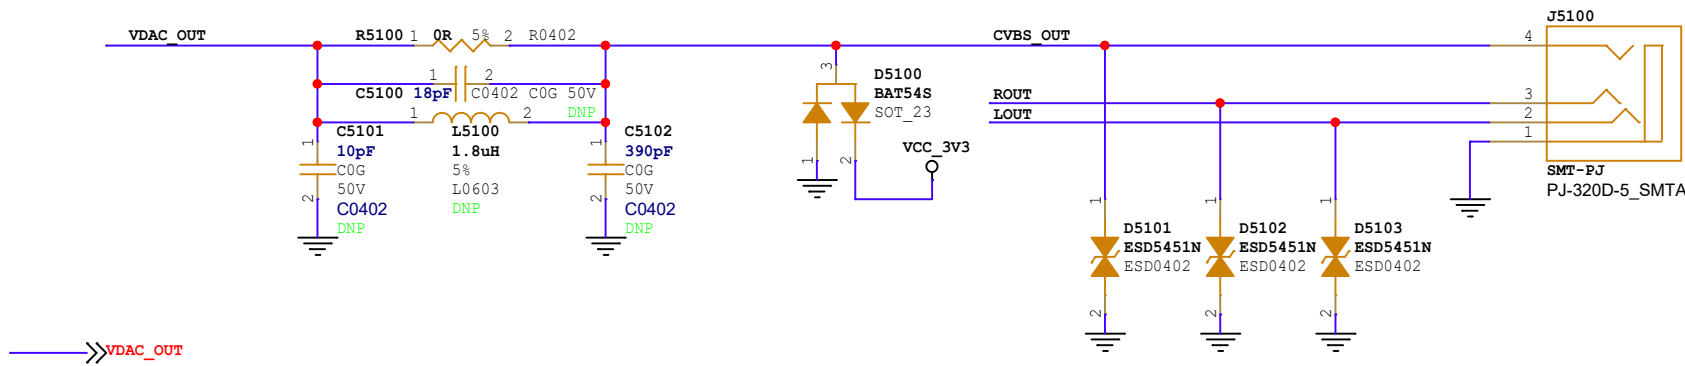 J5100
VDAC_OUT
R5100 1 0R 5% 2 R0402
CVBS_OUT
4
1 2
C5100 18pF C0402 C0G 50V
DNP
3
D5100
BAT54S
SOT_23
ROUT 3
LOUT 2
1
1 2
C5101
10pF
C0G
50V
C0402
DNP
1
2
L5100
1.8uH
5%
L0603
DNP
C5102
390pF
C0G
50V
C0402
DNP
1
2
1 2
VCC_3V3
SMT-PJ
PJ-320D-5_SMTA
1
D5101
ESD5451N
ESD0402
2
1
D5102
ESD5451N
ESD0402
2
1
D5103
ESD5451N
ESD0402
2
VDAC_OUT